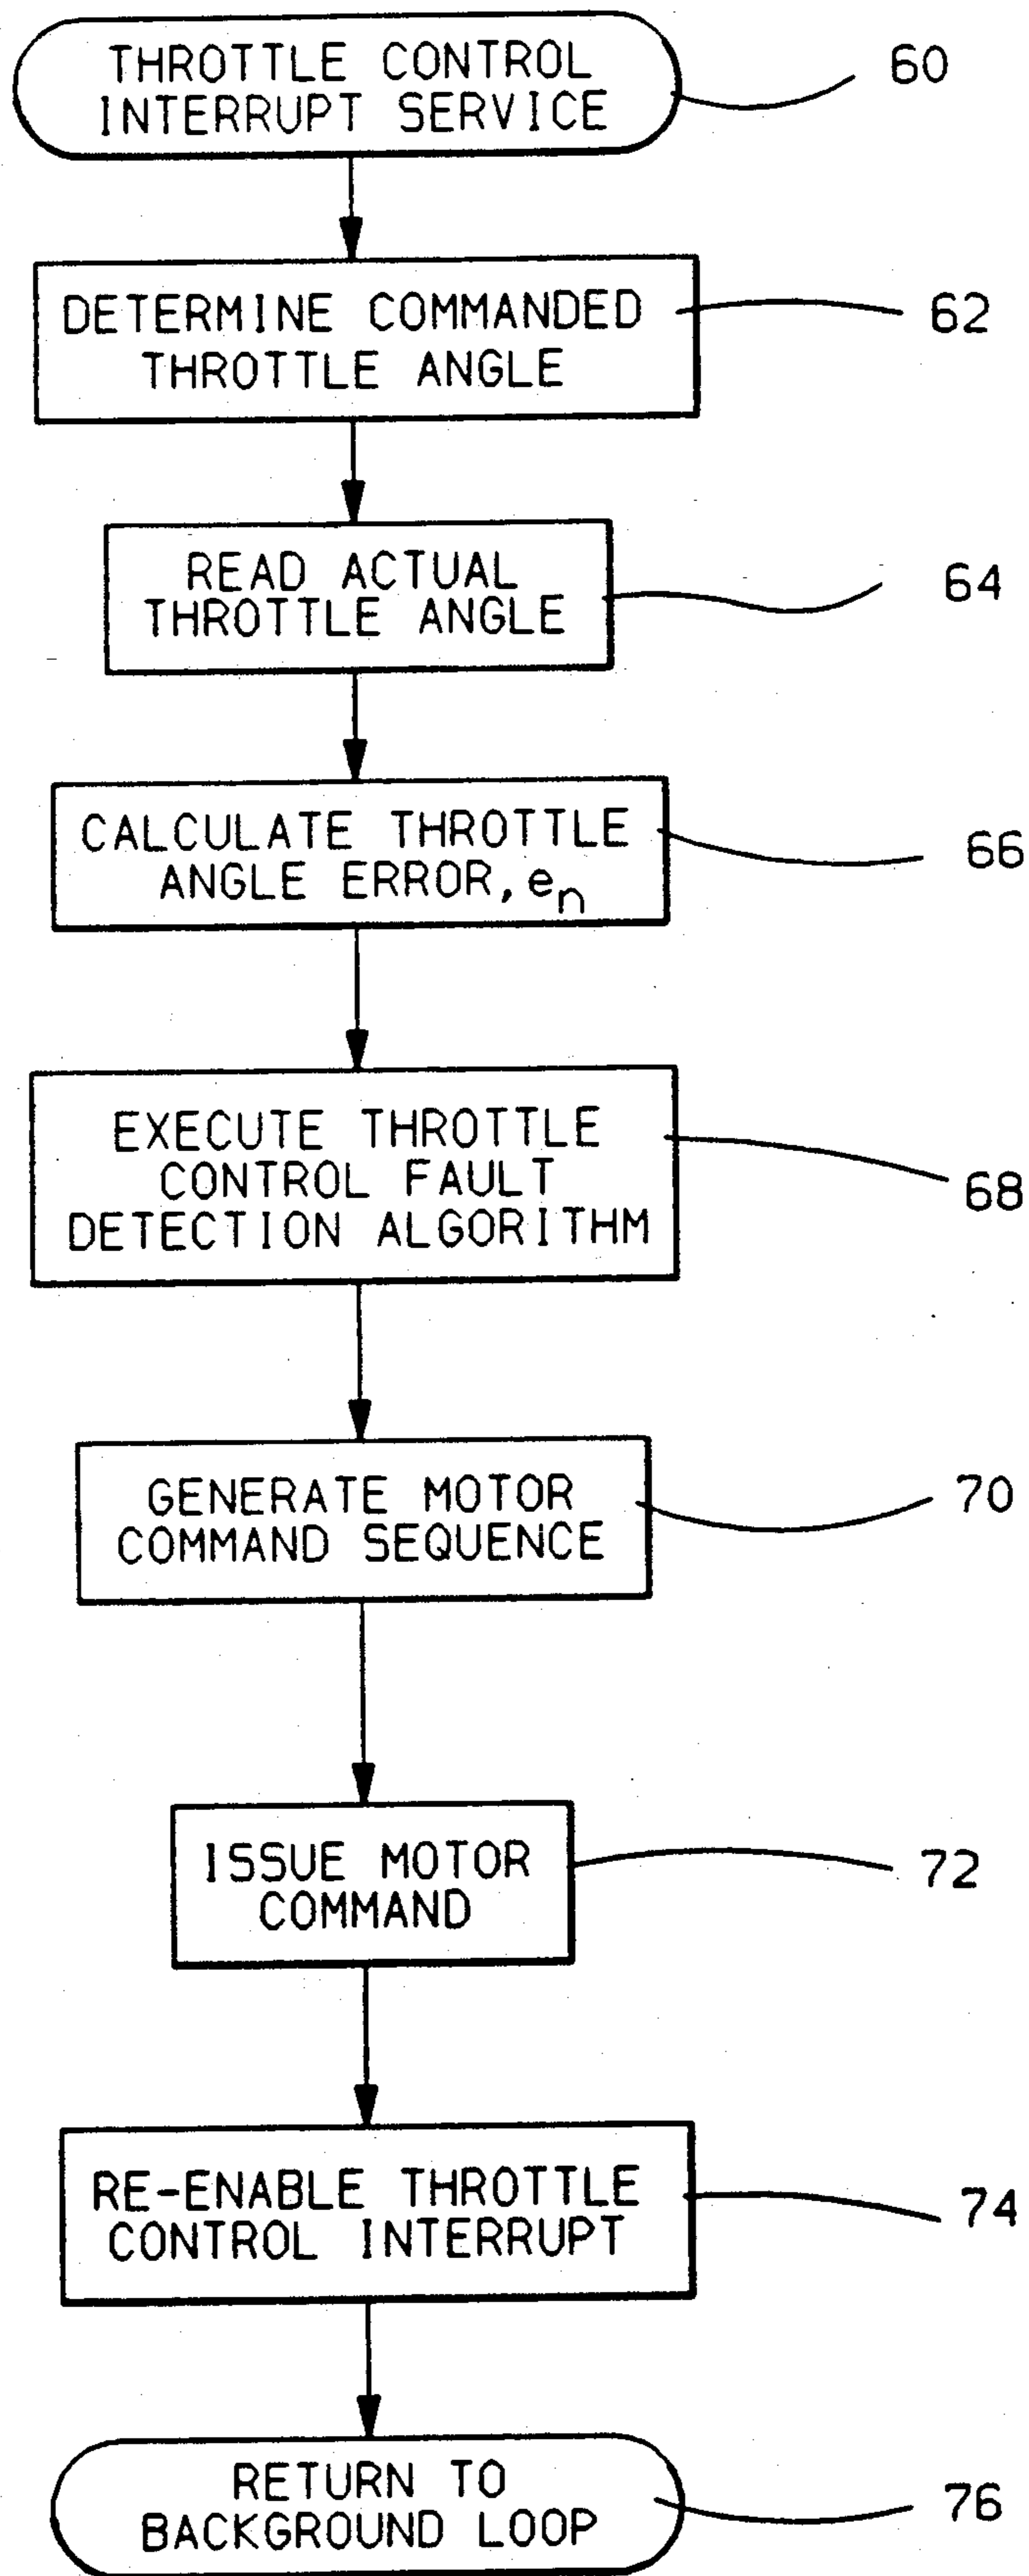 THROTTLE CONTROL
INTERRUPT SERVICE
60
DETERMINE COMMANDED
THROTTLE ANGLE
62
READ ACTUAL
THROTTLE ANGLE
64
CALCULATE THROTTLE
ANGLE ERROR, eₙ
66
EXECUTE THROTTLE
CONTROL FAULT
DETECTION ALGORITHM
68
GENERATE MOTOR
COMMAND SEQUENCE
70
ISSUE MOTOR
COMMAND
72
RE-ENABLE THROTTLE
CONTROL INTERRUPT
74
RETURN TO
BACKGROUND LOOP
76